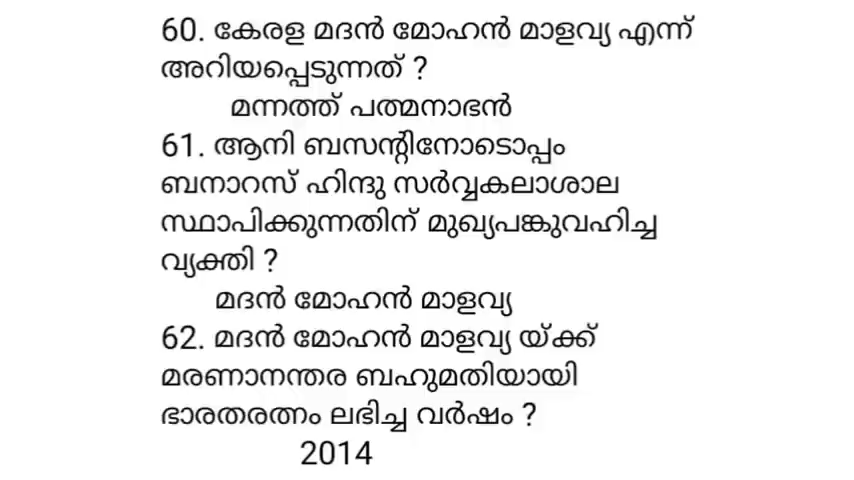 60. കേരള മദൻ മോഹൻ മാളവ്യ എന്ന്
അറിയപ്പെടുന്നത് ?
മന്നത്ത് പത്മനാഭൻ
61. ആനി ബസന്റിനോടൊപ്പം
ബനാറസ് ഹിന്ദു സർവ്വകലാശാല
സ്ഥാപിക്കുന്നതിന് മുഖ്യപങ്കുവഹിച്ച
വ്യക്തി ?
മദൻ മോഹൻ മാളവ്യ
62. മദൻ മോഹൻ മാളവ്യ യ്ക്ക്
മരണാനന്തര ബഹുമതിയായി
ഭാരതരത്നം ലഭിച്ച വർഷം ?
2014